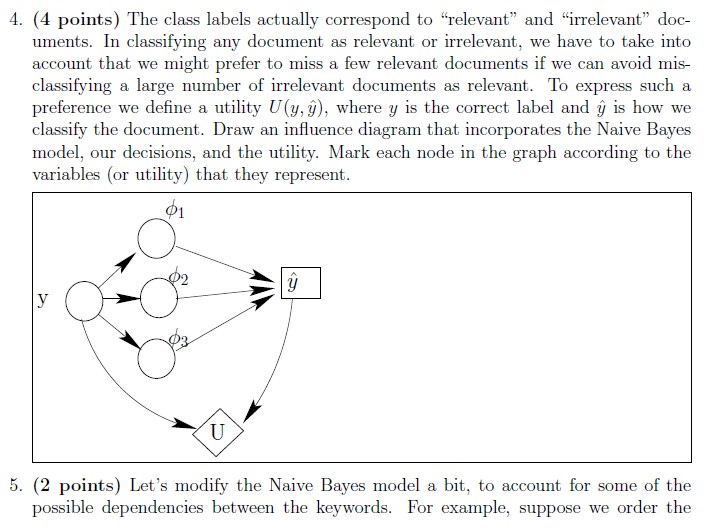 4. (4 points) The class labels actually correspond to “relevant” and “irrelevant” doc-
uments. In classifying any document as relevant or irrelevant, we have to take into
account that we might prefer to miss a few relevant documents if we can avoid mis-
classifying a large number of irrelevant documents as relevant. To express such a
preference we define a utility U(y, ŷ), where y is the correct label and ŷ is how we
classify the document. Draw an influence diagram that incorporates the Naive Bayes
model, our decisions, and the utility. Mark each node in the graph according to the
variables (or utility) that they represent.
ϕ1
ϕ2
ŷ
y
ϕ3
U
5. (2 points) Let’s modify the Naive Bayes model a bit, to account for some of the
possible dependencies between the keywords. For example, suppose we order the